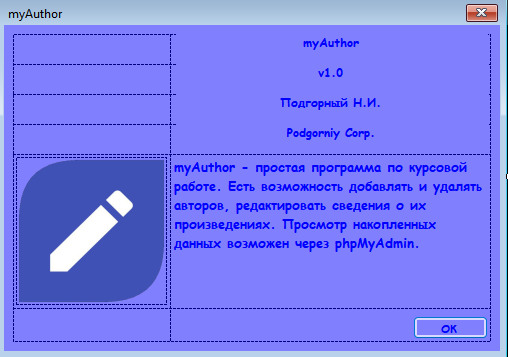 myAuthor
myAuthor
v1.0
Подгорный Н.И.
Podgorniy Corp.
myAuthor - простая программа по курсовой
работе. Есть возможность добавлять и удалять
авторов, редактировать сведения о их
произведениях. Просмотр накопленных
данных возможен через phpMyAdmin.
OK